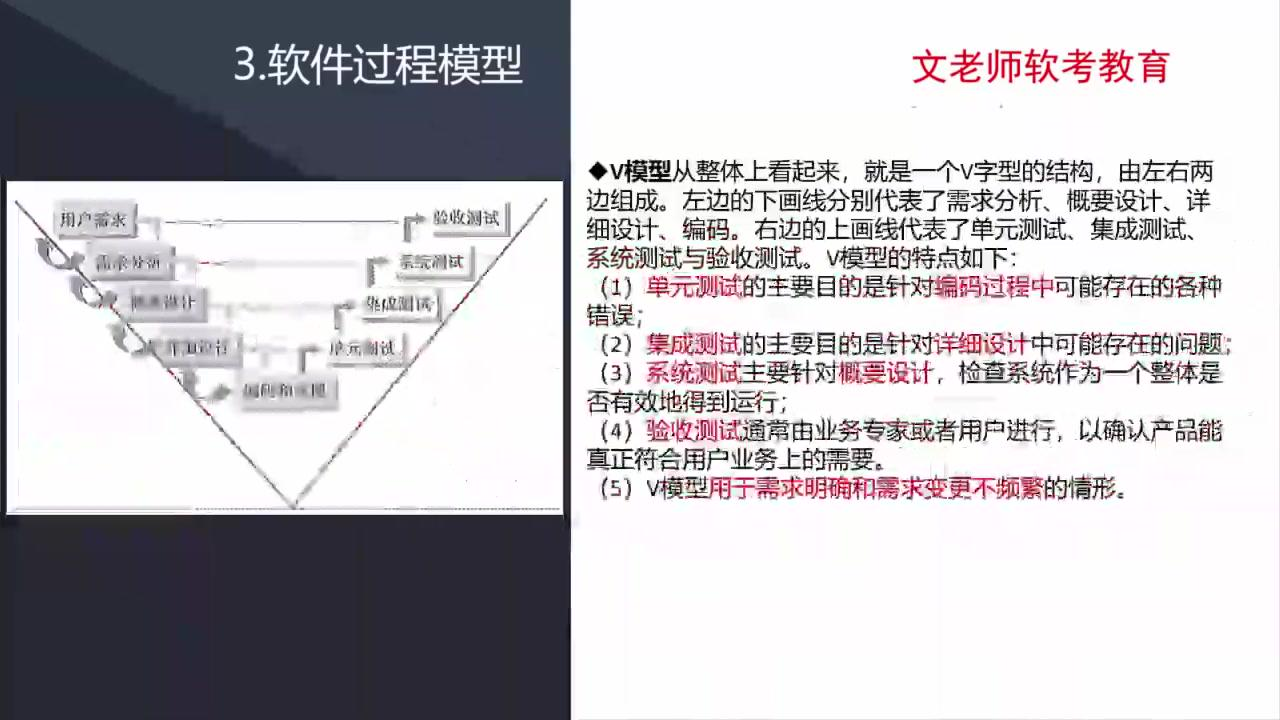 3.软件过程模型
文老师软考教育
用户需求
验收测试
需求分析
系统测试
概要设计
集成测试
详细设计
单元测试
编码和实现
◆V模型从整体上看起来，就是一个V字型的结构，由左右两
边组成。左边的下画线分别代表了需求分析、概要设计、详
细设计、编码。右边的上画线代表了单元测试、集成测试、
系统测试与验收测试。V模型的特点如下：
（1）单元测试的主要目的是针对编码过程中可能存在的各种
错误；
（2）集成测试的主要目的是针对详细设计中可能存在的问题；
（3）系统测试主要针对概要设计，检查系统作为一个整体是
否有效地得到运行；
（4）验收测试通常由业务专家或者用户进行，以确认产品能
真正符合用户业务上的需要。
（5）V模型用于需求明确和需求变更不频繁的情形。